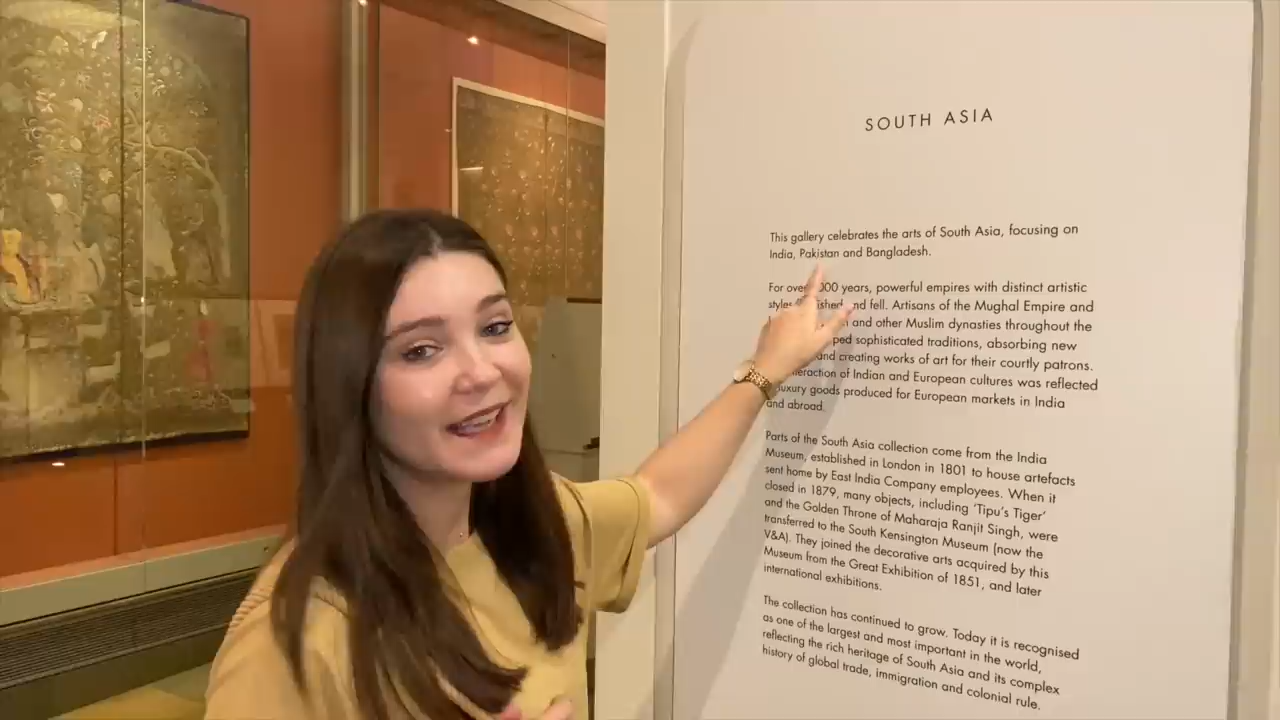 SOUTH ASIA
This gallery celebrates the arts of South Asia, focusing on
India, Pakistan and Bangladesh.
For over 000 years, powerful empires with distinct artistic
styles and fell. Artisans of the Mughal Empire and
and other Muslim dynasties throughout the
sophisticated traditions, absorbing new
and creating works of art for their courtly patrons.
of Indian and European cultures was reflected
luxury goods produced for European markets in India
and abroad.
Parts of the South Asia collection come from the India
Museum, established in London in 1801 to house artefacts
sent home by East India Company employees. When it
closed in 1879, many objects, including ‘Tipu’s Tiger’
and the Golden Throne of Maharaja Ranjit Singh, were
transferred to the South Kensington Museum (now the
V&A). They joined the decorative arts acquired by this
Museum from the Great Exhibition of 1851, and later
international exhibitions.
The collection has continued to grow. Today it is recognised
as one of the largest and most important in the world,
reflecting the rich heritage of South Asia and its complex
history of global trade, immigration and colonial rule.